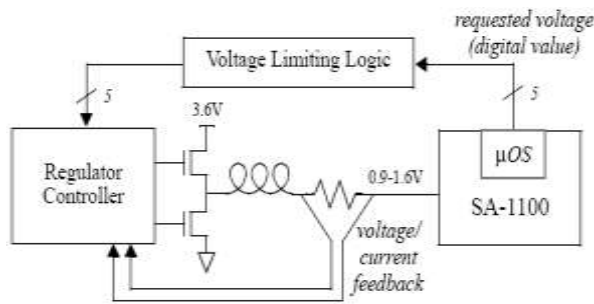 requested voltage
(digital value)
Voltage Limiting Logic
5
5
3.6V
Regulator
Controller
0.9-1.6V
µOS
SA-1100
voltage/
current
feedback